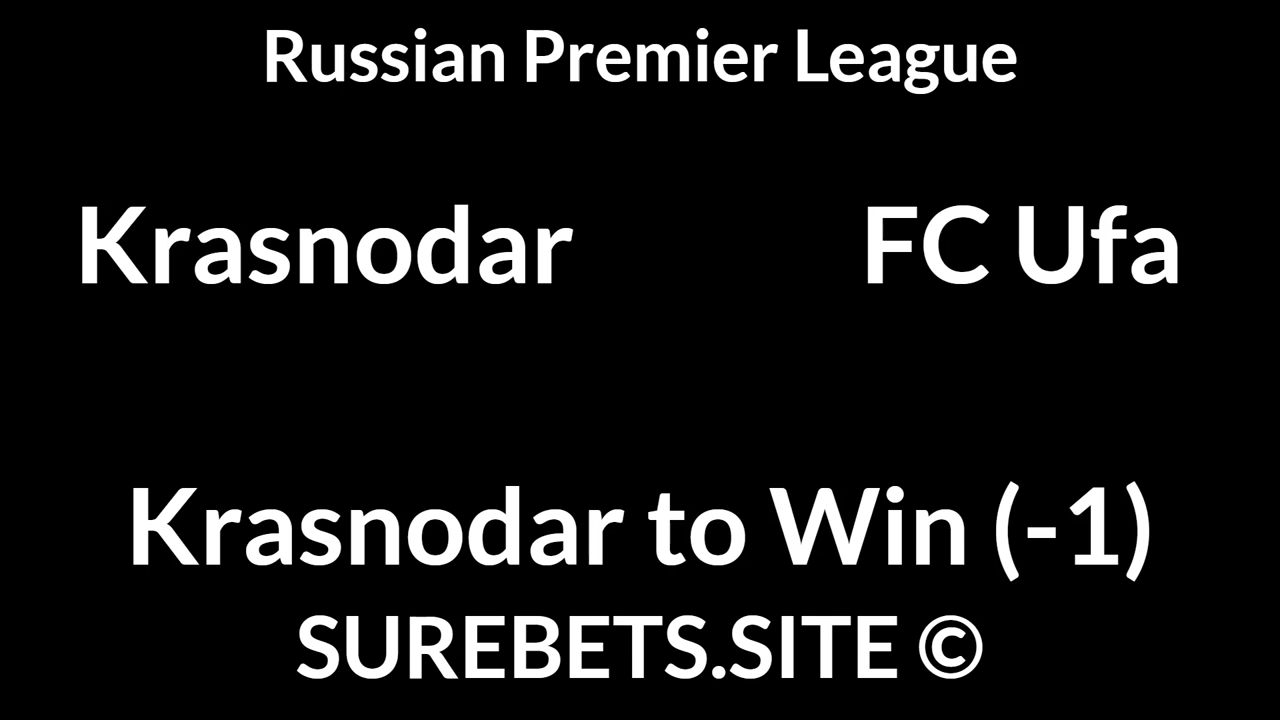 Russian Premier League
Krasnodar FC Ufa
Krasnodar to Win (-1)
SUREBETS.SITE ©